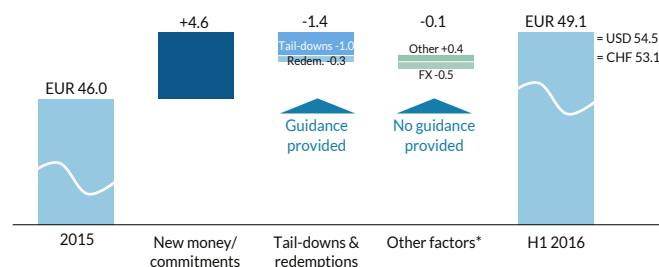 +4.6
-1.4
-0.1
EUR 49.1
= USD 54.5
= CHF 53.1
Tail-downs -1.0
Redem. -0.3
Other +0.4
FX -0.5
EUR 46.0
Guidance
provided
No guidance
provided
2015
New money/
commitments
Tail-downs &
redemptions
Other factors*
H1 2016